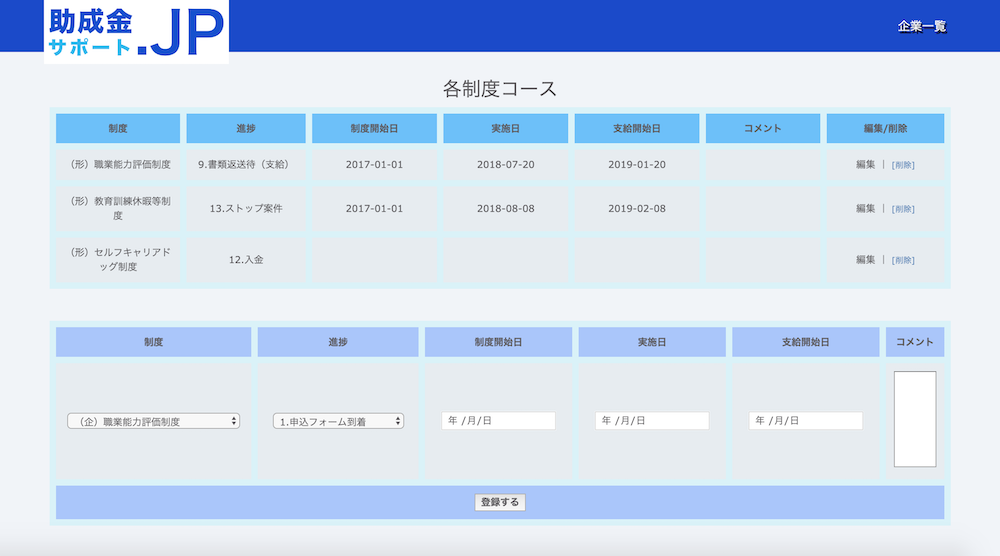 助成金
サポート.JP
企業一覧
各制度コース
制度 進捗 制度開始日 実施日 支給開始日 コメント 編集/削除
（形）職業能力評価制度 9.書類返送待（支給） 2017-01-01 2018-07-20 2019-01-20 編集 | [削除]
（形）教育訓練休暇等制
度 13.ストップ案件 2017-01-01 2018-08-08 2019-02-08 編集 | [削除]
（形）セルフキャリアド
ッグ制度 12.入金 編集 | [削除]
制度 進捗 制度開始日 実施日 支給開始日 コメント
（企）職業能力評価制度 1.申込フォーム到着 年 /月/日 年 /月/日 年 /月/日
登録する